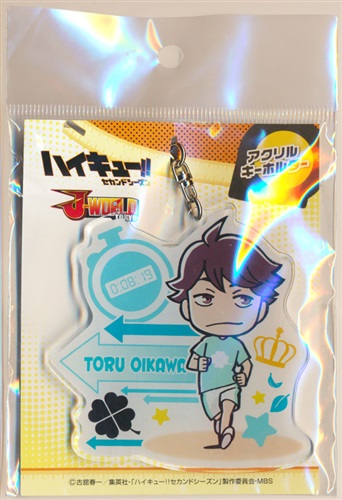 ハイキュー!!
セカンドシーズン
J-WORLD
TOKYO
アクリル
キーホルダー
0:08'19
TORU OIKAWA
©古舘春一/集英社・「ハイキュー!!セカンドシーズン」製作委員会・MBS